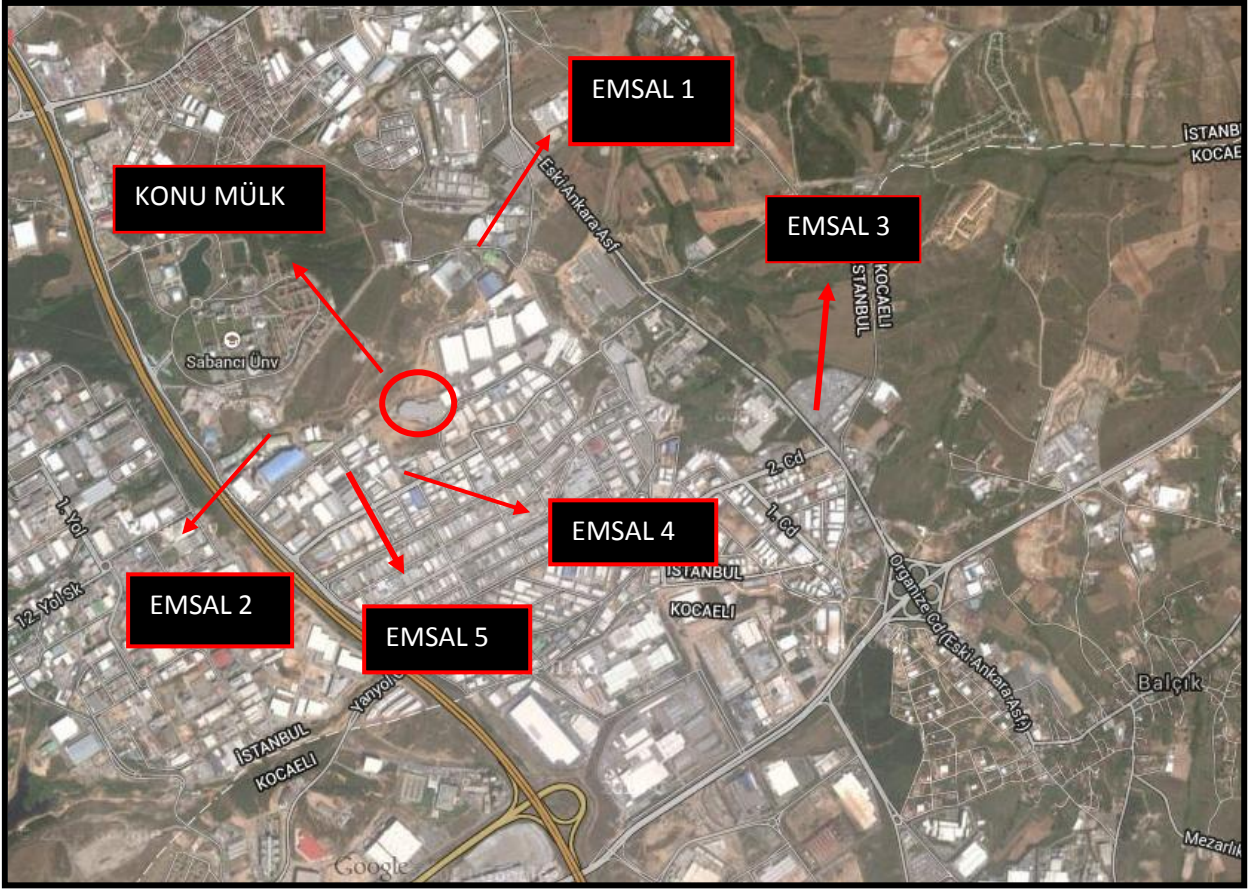 EMSAL 1
Eski Ankara Asf
İSTANB
KOCAE
KONU MÜLK
EMSAL 3
KOCAELİ
İSTANBUL
Sabancı Ünv
2. Cd
1. Cd
1. Yol
EMSAL 4
12. Yol Sk
EMSAL 2
EMSAL 5
İSTANBUL
KOCAELİ
Organize Cd (Eski Ankara Asf.)
Balçık
Yanyol
İSTANBUL
KOCAELİ
Mezarlık
Google